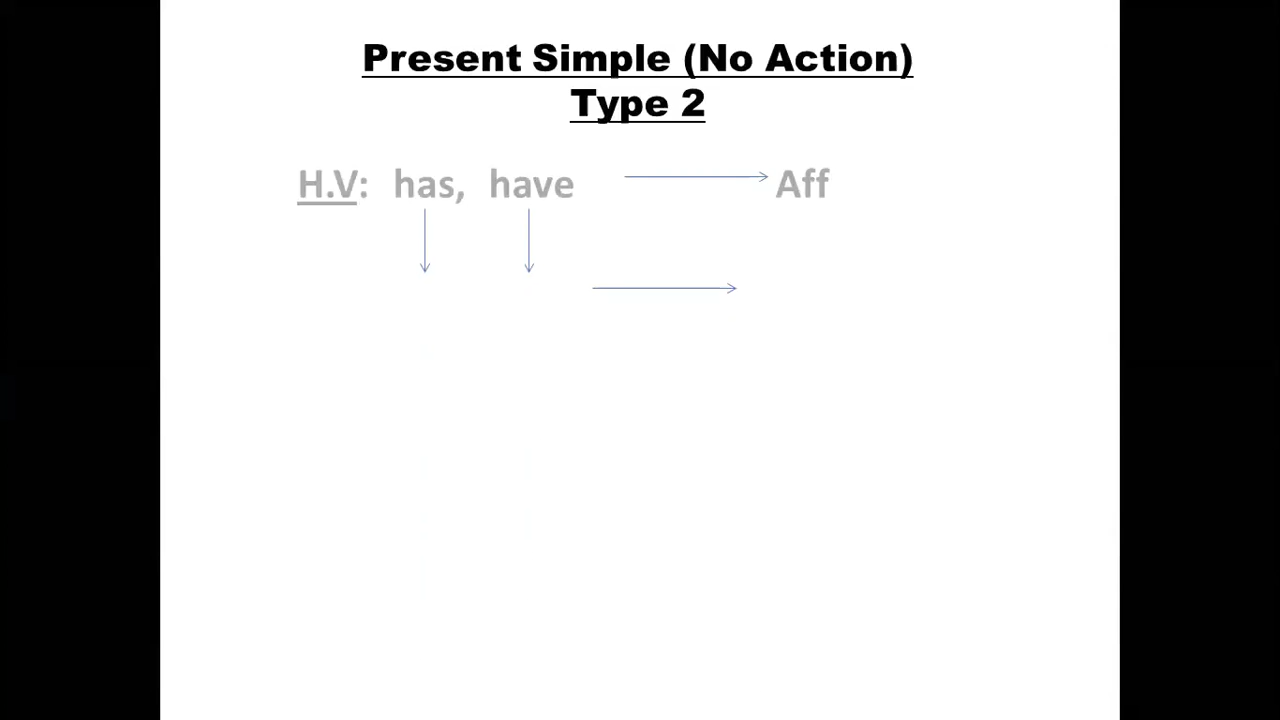 Present Simple (No Action)
Type 2
H.V: has, have Aff